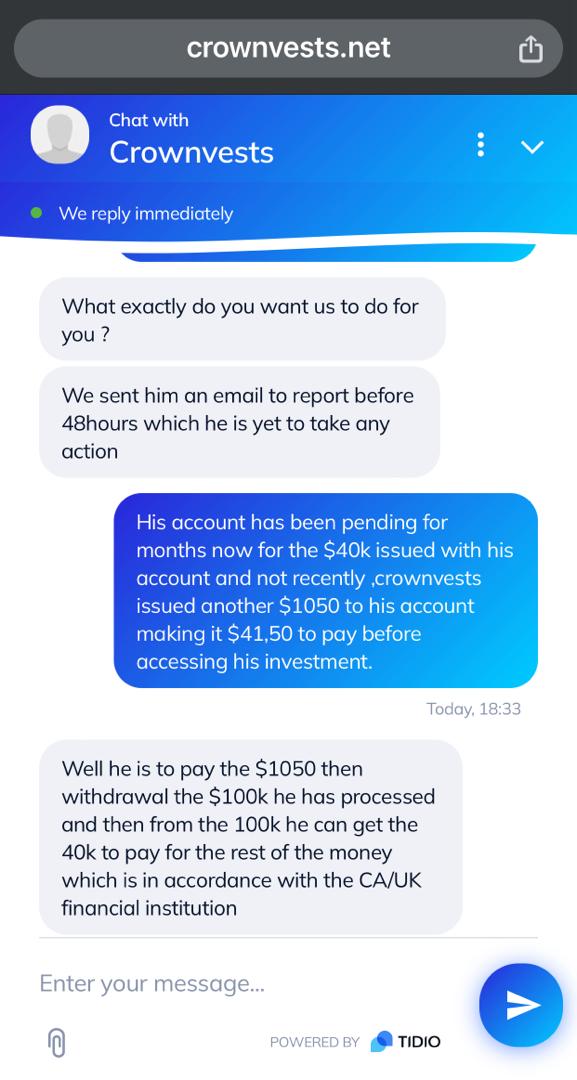 crownvests.net
Chat with
Crownvests
We reply immediately
What exactly do you want us to do for
you ?
We sent him an email to report before
48hours which he is yet to take any
action
His account has been pending for
months now for the $40k issued with his
account and not recently ,crownvests
issued another $1050 to his account
making it $41,50 to pay before
accessing his investment.
Today, 18:33
Well he is to pay the $1050 then
withdrawal the $100k he has processed
and then from the 100k he can get the
40k to pay for the rest of the money
which is in accordance with the CA/UK
financial institution
Enter your message...
POWERED BY TIDIO